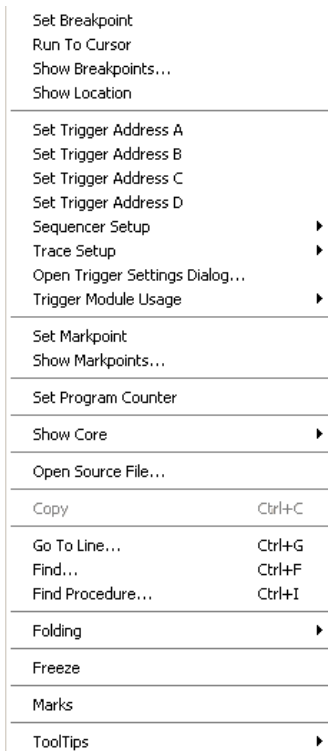 Set Breakpoint
Run To Cursor
Show Breakpoints...
Show Location
Set Trigger Address A
Set Trigger Address B
Set Trigger Address C
Set Trigger Address D
Sequencer Setup
Trace Setup
Open Trigger Settings Dialog...
Trigger Module Usage
Set Markpoint
Show Markpoints...
Set Program Counter
Show Core
Open Source File...
Copy Ctrl+C
Go To Line... Ctrl+G
Find... Ctrl+F
Find Procedure... Ctrl+I
Folding
Freeze
Marks
ToolTips